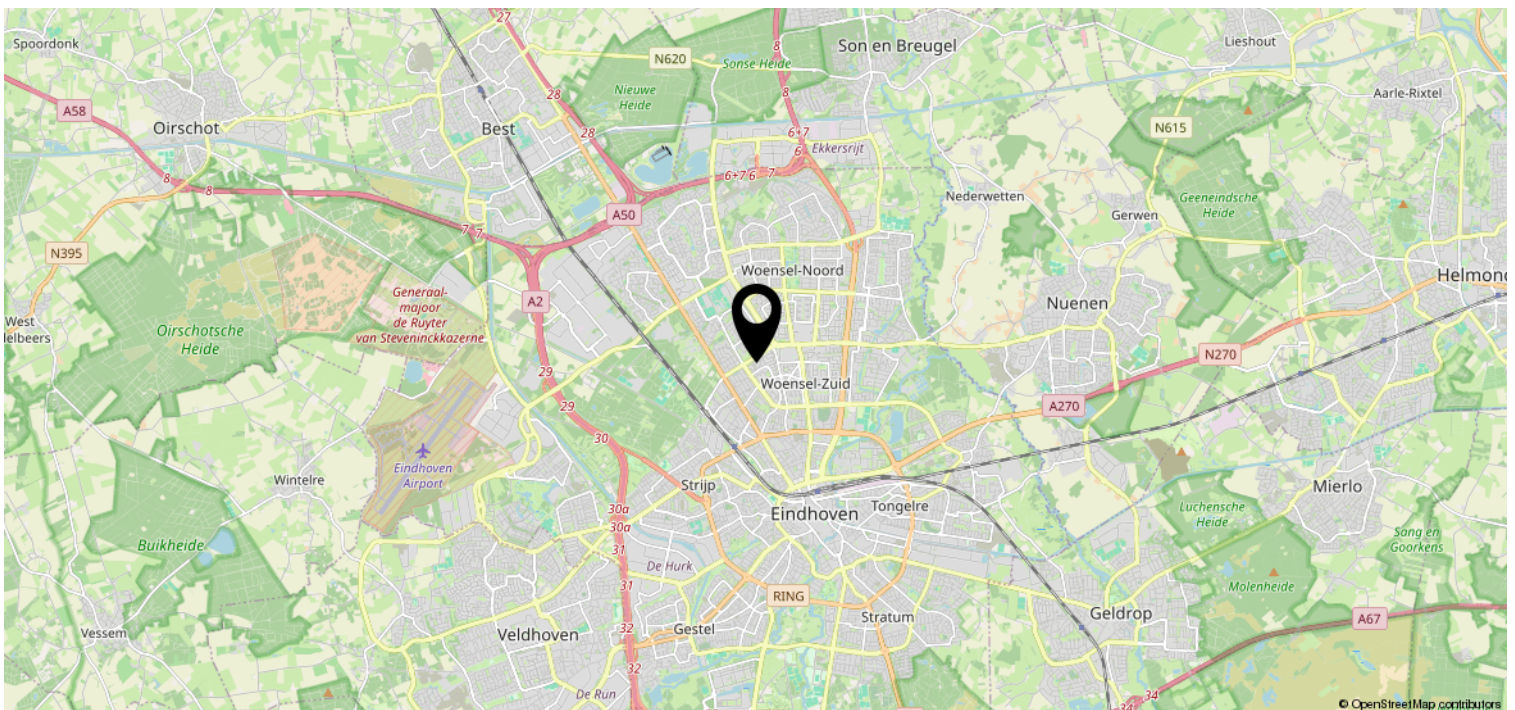 27
Spoordonk
8
Son en Breugel
Lieshout
N620
Sonse Heide
28
Nieuwe
Heide
8
Aarle-Rixtel
A58
Oirschot
Best
28
6+7
N615
6
Ekkersrijt
8
8
6+7
6
7
Nederwetten
Geeneindsche
Heide
A50
Gerwen
7
7
N395
Woensel-Noord
Helmond
Generaal-
majoor
de Ruyter
van Steveninckkazerne
A2
Nuenen
West
elbeers
Oirschotsche
Heide
N270
29
Woensel-Zuid
29
A270
30
Eindhoven
Airport
Wintelre
Strijp
Mierlo
30a
Eindhoven
Tongelre
Luchensche
Heide
30a
Buikheide
31
Sang en
Goorkens
De Hurk
31
RING
Molenheide
Geldrop
Stratum
A67
Vessem
Veldhoven
32
Gestel
32
De Run
34
34
© OpenStreetMap contributors